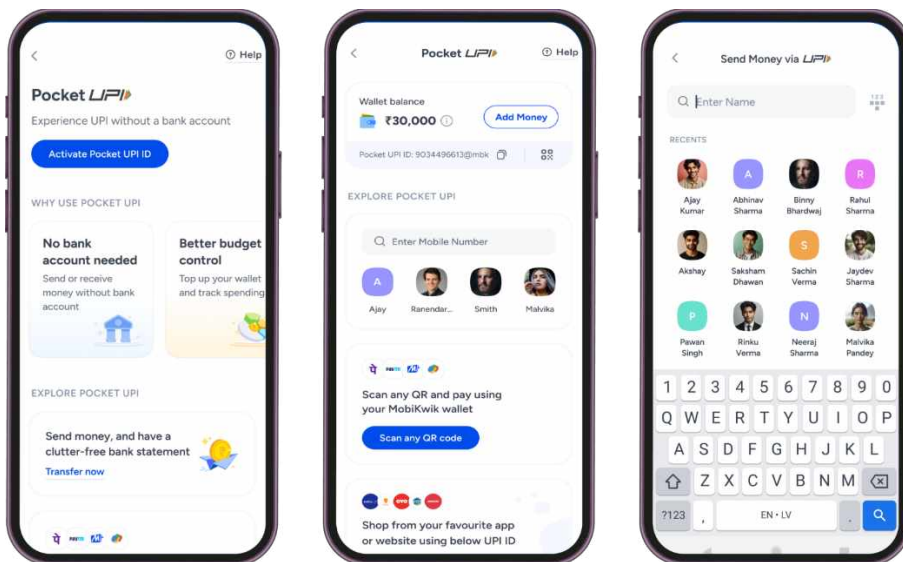 Help
Pocket UPI
Experience UPI without a bank account
Activate Pocket UPI ID
WHY USE POCKET UPI
No bank
account needed
Send or receive
money without bank
account
Better budget
control
Top up your wallet
and track spending
EXPLORE POCKET UPI
Send money, and have a
clutter-free bank statement
Transfer now
पे
Pocket UPI
Help
Wallet balance
₹30,000
Add Money
Pocket UPI ID: 9034496613@mbk
EXPLORE POCKET UPI
Enter Mobile Number
A
Ajay Ranendar... Smith Malvika
पे
Scan any QR and pay using
your MobiKwik wallet
Scan any QR code
OYO
Shop from your favourite app
or website using below UPI ID
Send Money via UPI
Enter Name
1 2 3
RECENTS
A R
Ajay Abhinav Binny Rahul
Kumar Sharma Bhardwaj Sharma
S
Akshay Saksham Sachin Jaydev
Dhawan Verma Sharma
P N
Pawan Rinku Neeraj Malvika
Singh Verma Sharma Pandey
1 2 3 4 5 6 7 8 9 0
Q W E R T Y U I O P
A S D F G H J K L
Z X C V B N M
?123 , EN • LV .